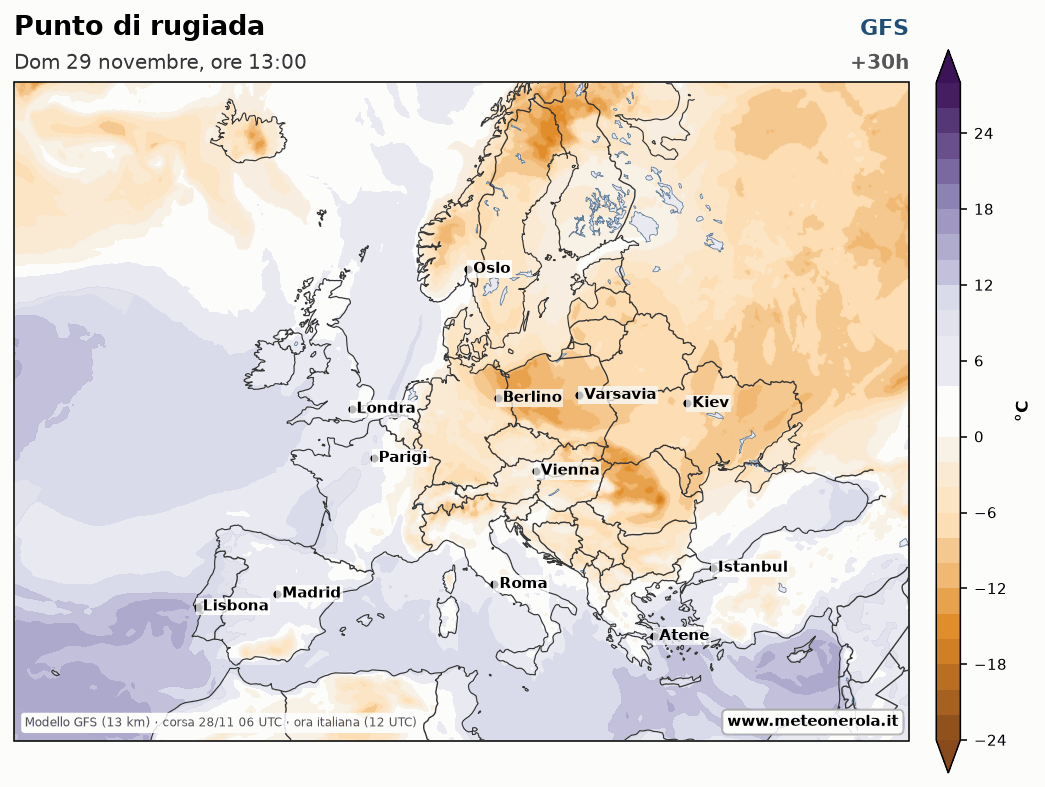 Punto di rugiada
GFS
Dom 29 novembre, ore 13:00
+30h
24
18
12
6
0
−6
−12
−18
−24
°C
Oslo
Berlino
Varsavia
Kiev
Londra
Parigi
Vienna
Istanbul
Roma
Madrid
Lisbona
Atene
Modello GFS (13 km) · corsa 28/11 06 UTC · ora italiana (12 UTC)
www.meteonerola.it